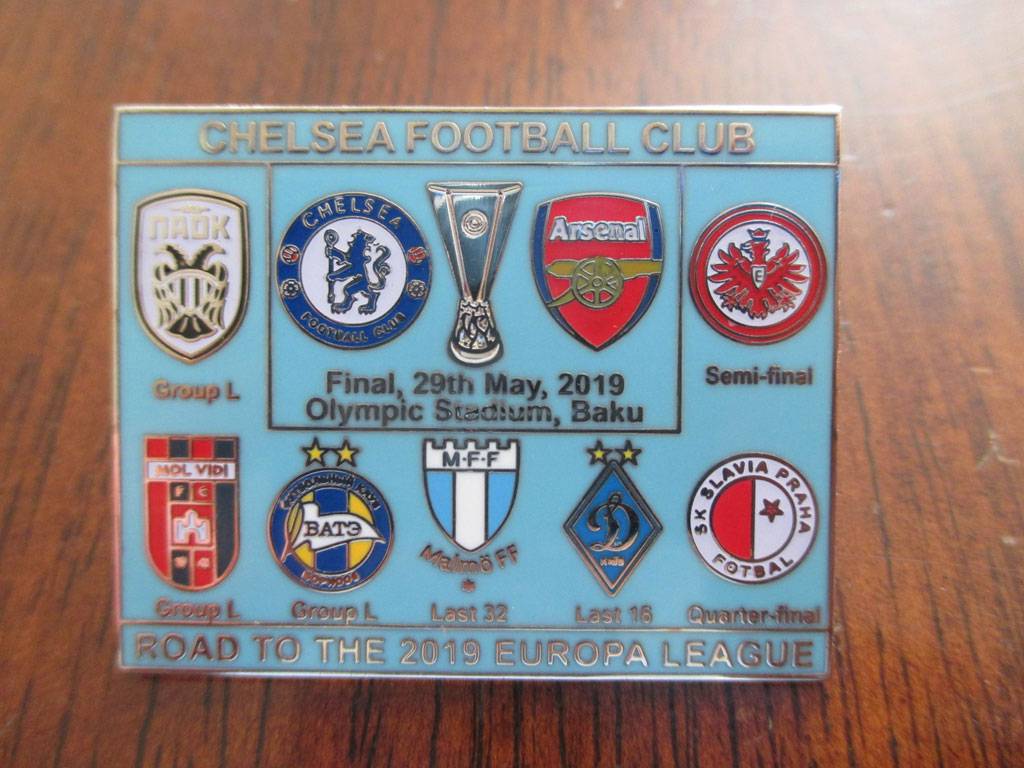 CHELSEA FOOTBALL CLUB
ΠΑΟΚ
Group L
CHELSEA
FOOTBALL CLUB
Arsenal
Final, 29th May, 2019
Olympic Stadium, Baku
E
Semi-final
MOL VIDI
F C
Group L
БАТЭ
Group L
M-F-F
Malmö FF
Last 32
Д
Last 16
SK SLAVIA PRAHA
FOTBAL
Quarter-final
ROAD TO THE 2019 EUROPA LEAGUE